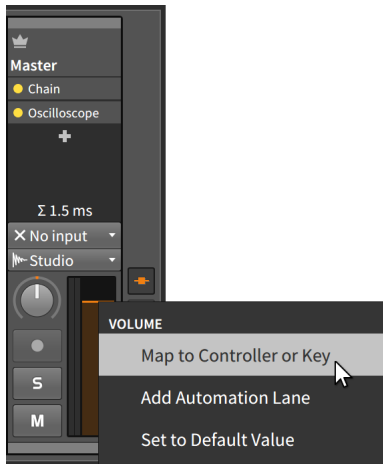 Master
Chain
Oscilloscope
Σ 1.5 ms
No input
Studio
VOLUME
Map to Controller or Key
S
Add Automation Lane
M
Set to Default Value